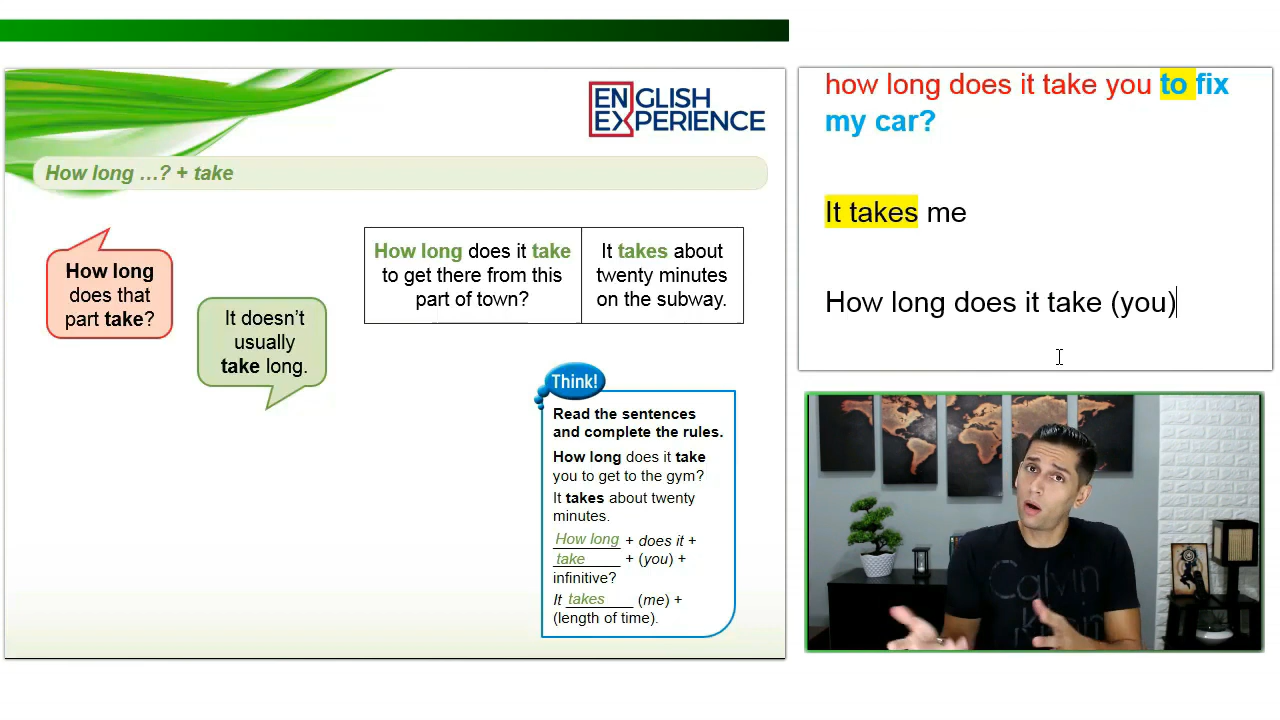 ENGLISH
EXPERIENCE
How long ...? + take
How long
does that
part take?
It doesn't
usually
take long.
How long does it take
to get there from this
part of town?
It takes about
twenty minutes
on the subway.
Think!
Read the sentences
and complete the rules.
How long does it take
you to get to the gym?
It takes about twenty
minutes.
How long + does it +
take + (you) +
infinitive?
It takes (me) +
(length of time).
how long does it take you to fix
my car?
It takes me
How long does it take (you)
Calvin